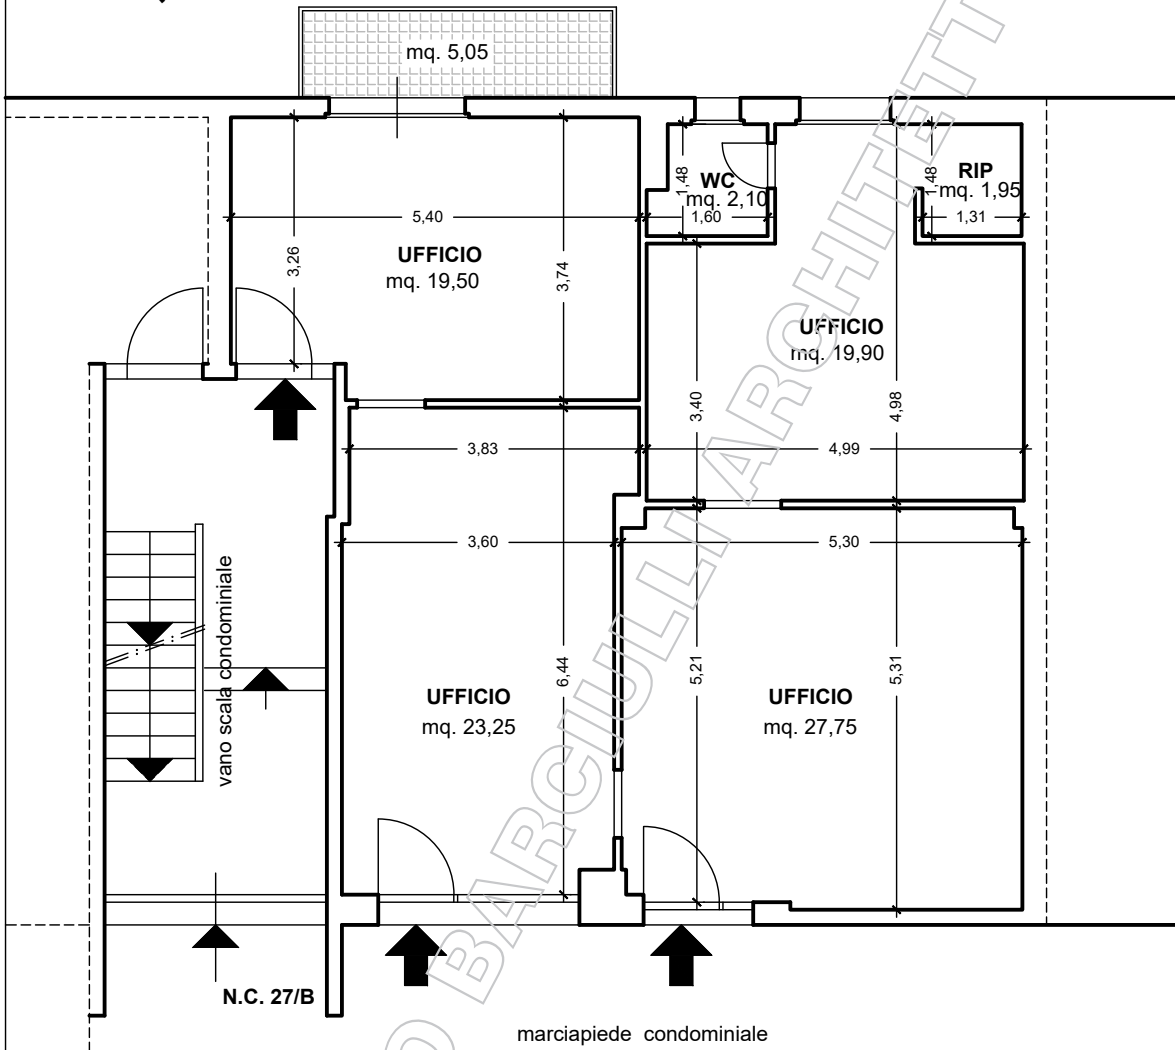 mq. 5,05
1,48
WC
mq. 2,10
1,60
1,48
RIP
mq. 1,95
1,31
5,40
3,26
UFFICIO
mq. 19,50
3,74
UFFICIO
mq. 19,90
3,40
4,98
3,83
4,99
3,60
5,30
vano scala condominiale
6,44
5,21
5,31
UFFICIO
mq. 23,25
UFFICIO
mq. 27,75
N.C. 27/B
marciapiede condominiale
O BARCIULLI ARCHITETT